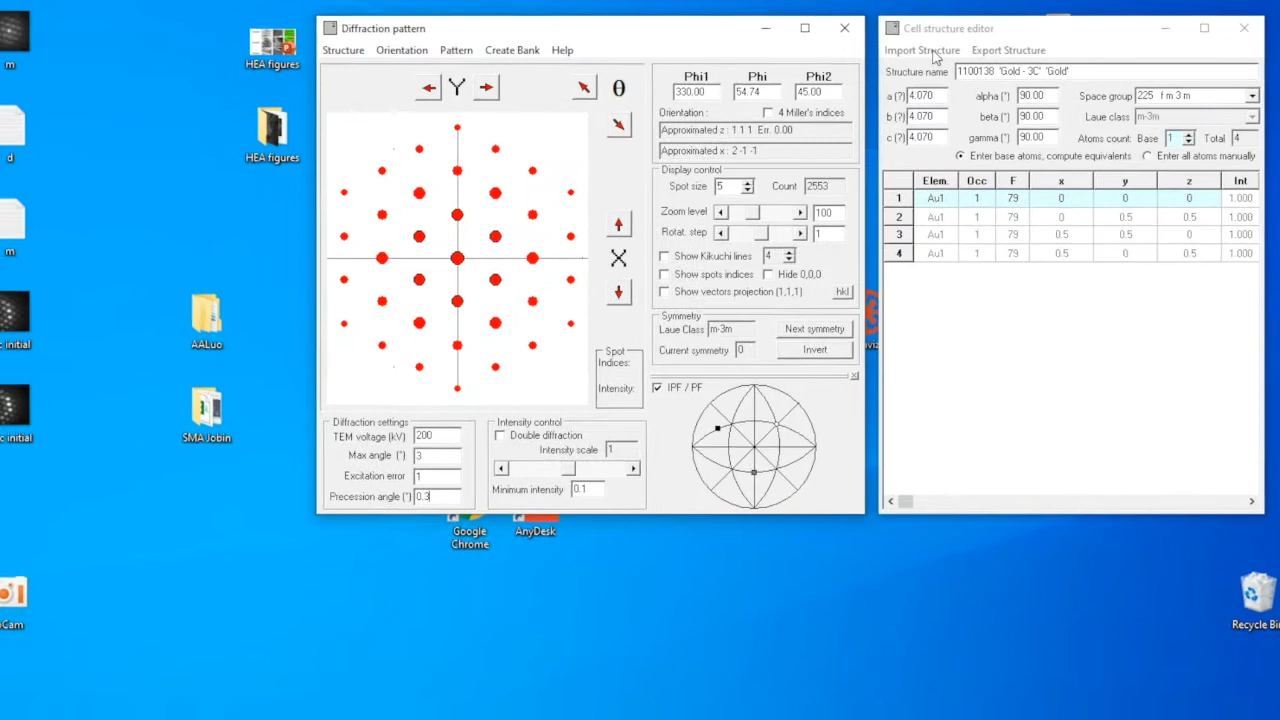 m
d
m
c initial
c initial
oCam
HEA figures
HEA figures
AALuo
SMA Jobin
Google
Chrome
AnyDesk
Recycle Bin
Diffraction pattern
Structure Orientation Pattern Create Bank Help
Y θ
X
Spot
Indices:
Intensity:
Phi1 Phi Phi2
330.00 54.74 45.00
Orientation : 4 Miller's indices
Approximated z : 1 1 1 Err. 0.00
Approximated x : 2 -1 -1
Display control
Spot size 5 Count 2553
Zoom level 100
Rotat. step 1
Show Kikuchi lines 4
Show spots indices Hide 0,0,0
Show vectors projection (1,1,1) hkl
Symmetry
Laue Class m-3m Next symmetry
Current symmetry 0 Invert
IPF / PF
Diffraction settings
TEM voltage (kV) 200
Max angle (°) 3
Excitation error 1
Precession angle (°) 0.3
Intensity control
Double diffraction
Intensity scale 1
Minimum intensity 0.1
Cell structure editor
Import Structure Export Structure
Structure name 1100138 'Gold - 3C' 'Gold'
a (?) 4.070 alpha (°) 90.00 Space group 225 f m 3 m
b (?) 4.070 beta (°) 90.00 Laue class m-3m
c (?) 4.070 gamma (°) 90.00 Atoms count: Base 1 Total 4
Enter base atoms, compute equivalents Enter all atoms manually
Elem. Occ F x y z Int
1 Au1 1 79 0 0 0 1.000
2 Au1 1 79 0 0.5 0.5 1.000
3 Au1 1 79 0.5 0.5 0 1.000
4 Au1 1 79 0.5 0 0.5 1.000